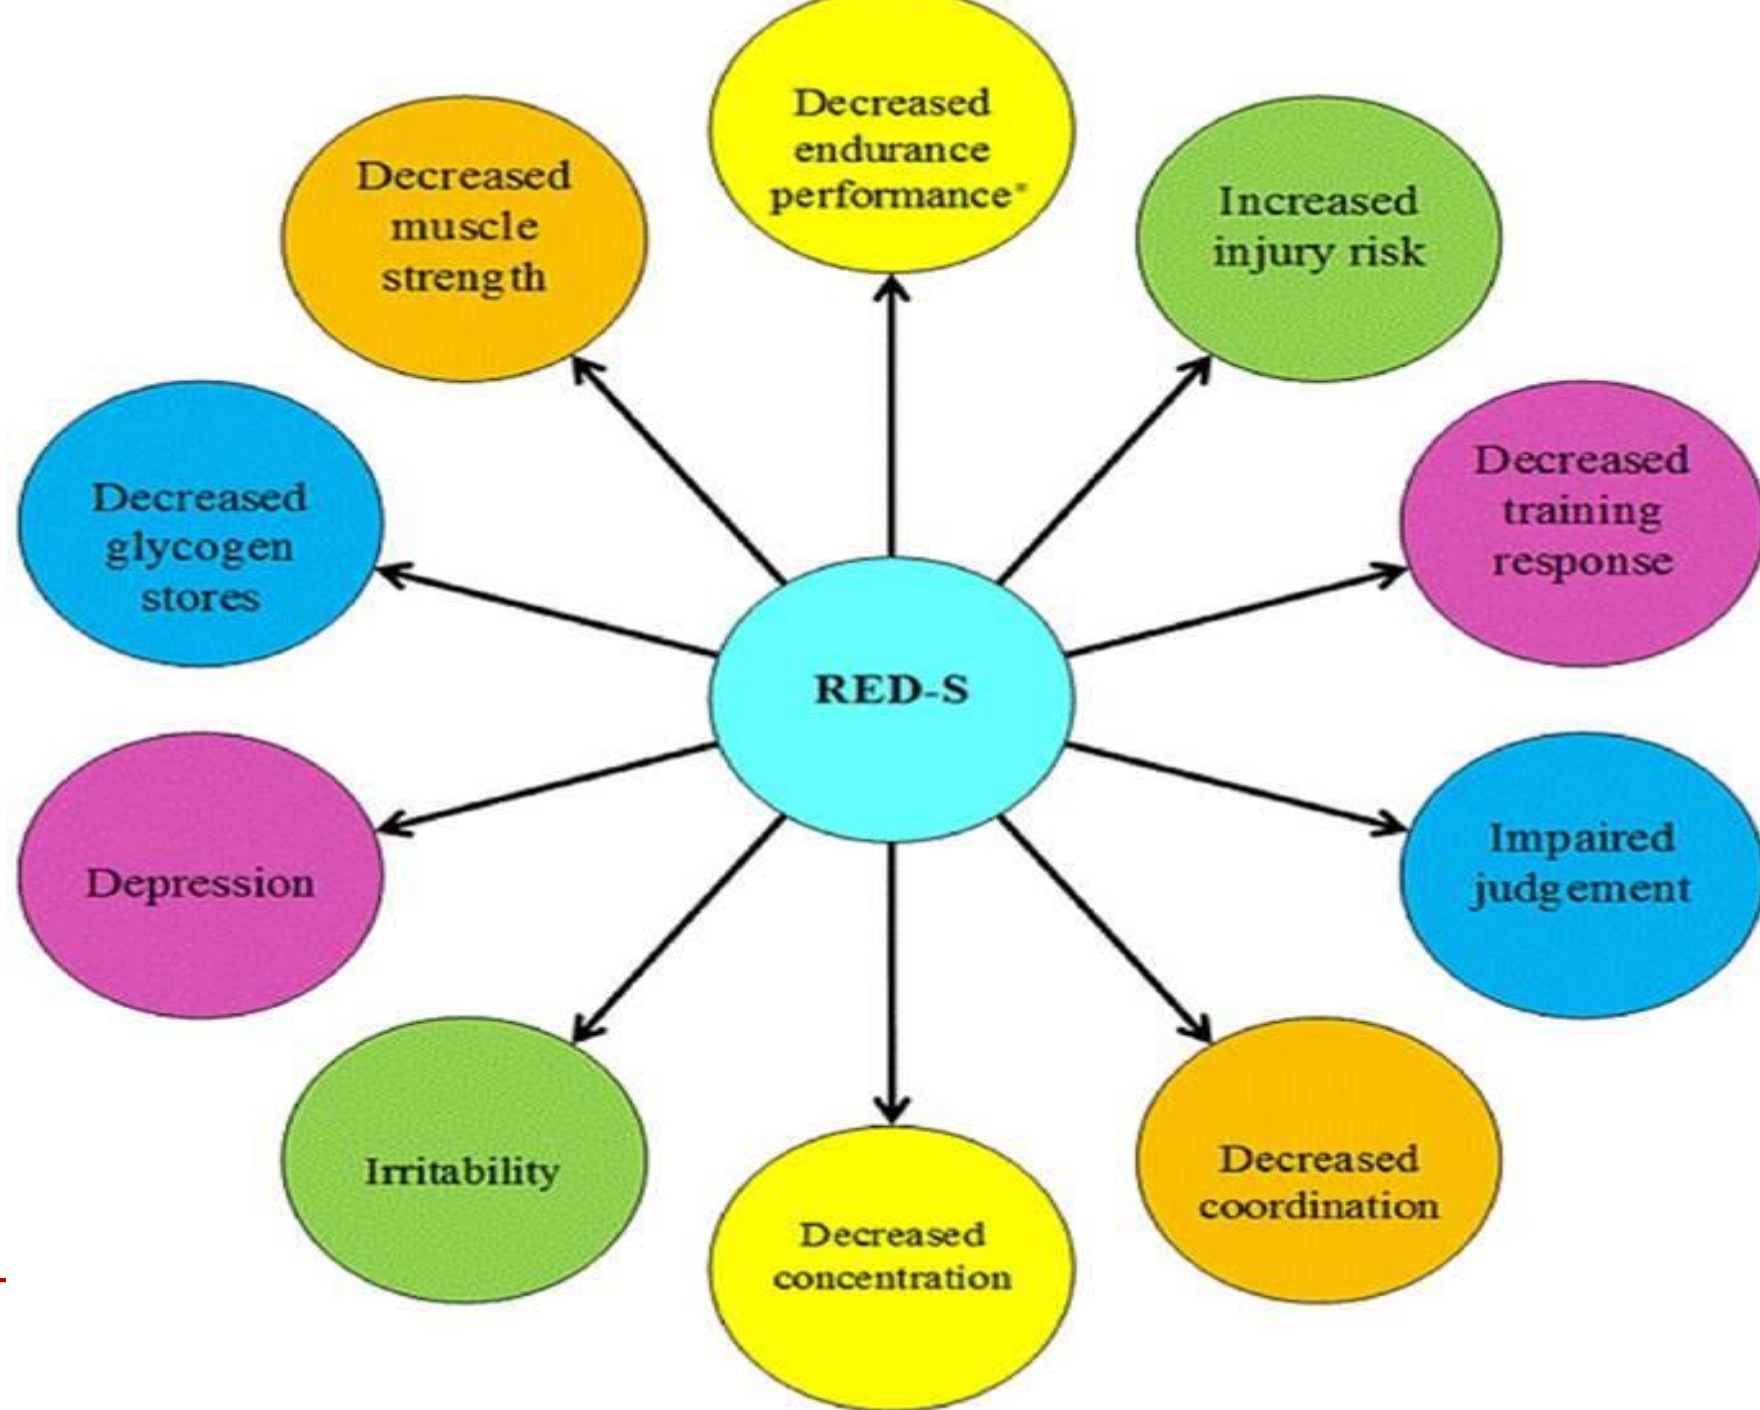 Decreased
endurance
performance*
Increased
injury risk
Decreased
training
response
Impaired
judgement
Decreased
coordination
Decreased
concentration
Irritability
Depression
Decreased
glycogen
stores
Decreased
muscle
strength
RED-S